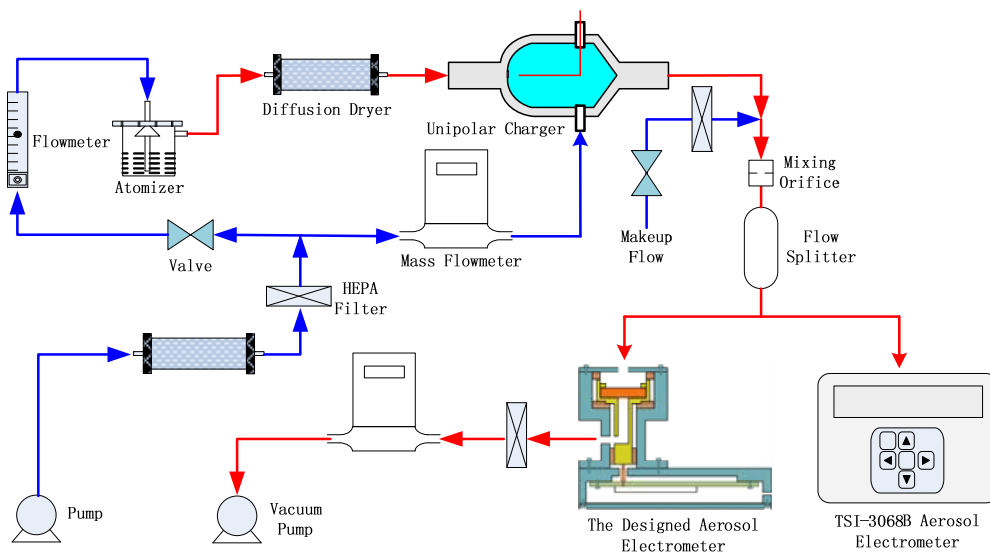 Flowmeter
Atomizer
Diffusion Dryer
Unipolar Charger
Mixing
Orifice
Makeup
Flow
Flow
Splitter
Valve
Mass Flowmeter
HEPA
Filter
Pump
Vacuum
Pump
The Designed Aerosol
Electrometer
TSI-3068B Aerosol
Electrometer